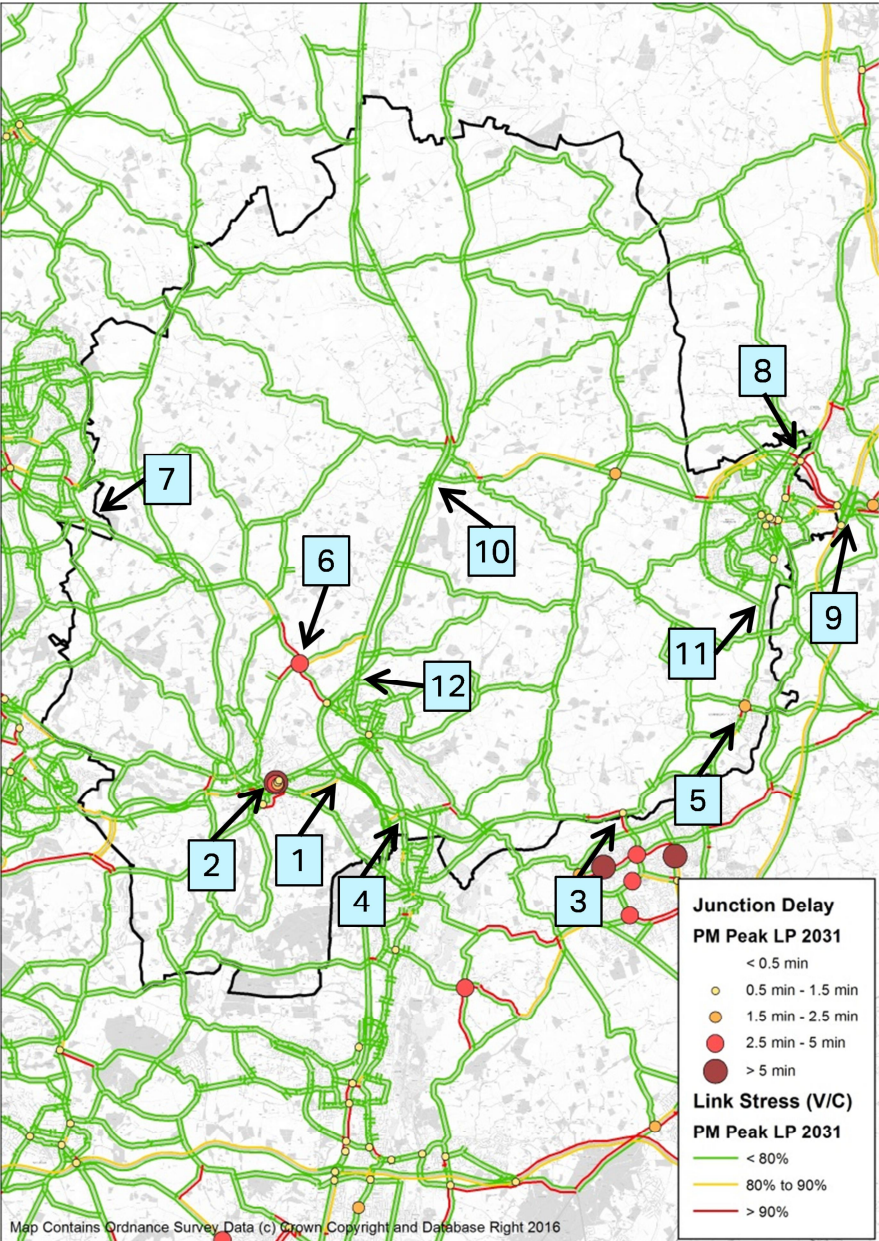 8
7
6
10
9
11
12
5
1
2
4
3
Junction Delay
PM Peak LP 2031
< 0.5 min
0.5 min - 1.5 min
1.5 min - 2.5 min
2.5 min - 5 min
> 5 min
Link Stress (V/C)
PM Peak LP 2031
< 80%
80% to 90%
> 90%
Map Contains Ordnance Survey Data (c) Crown Copyright and Database Right 2016